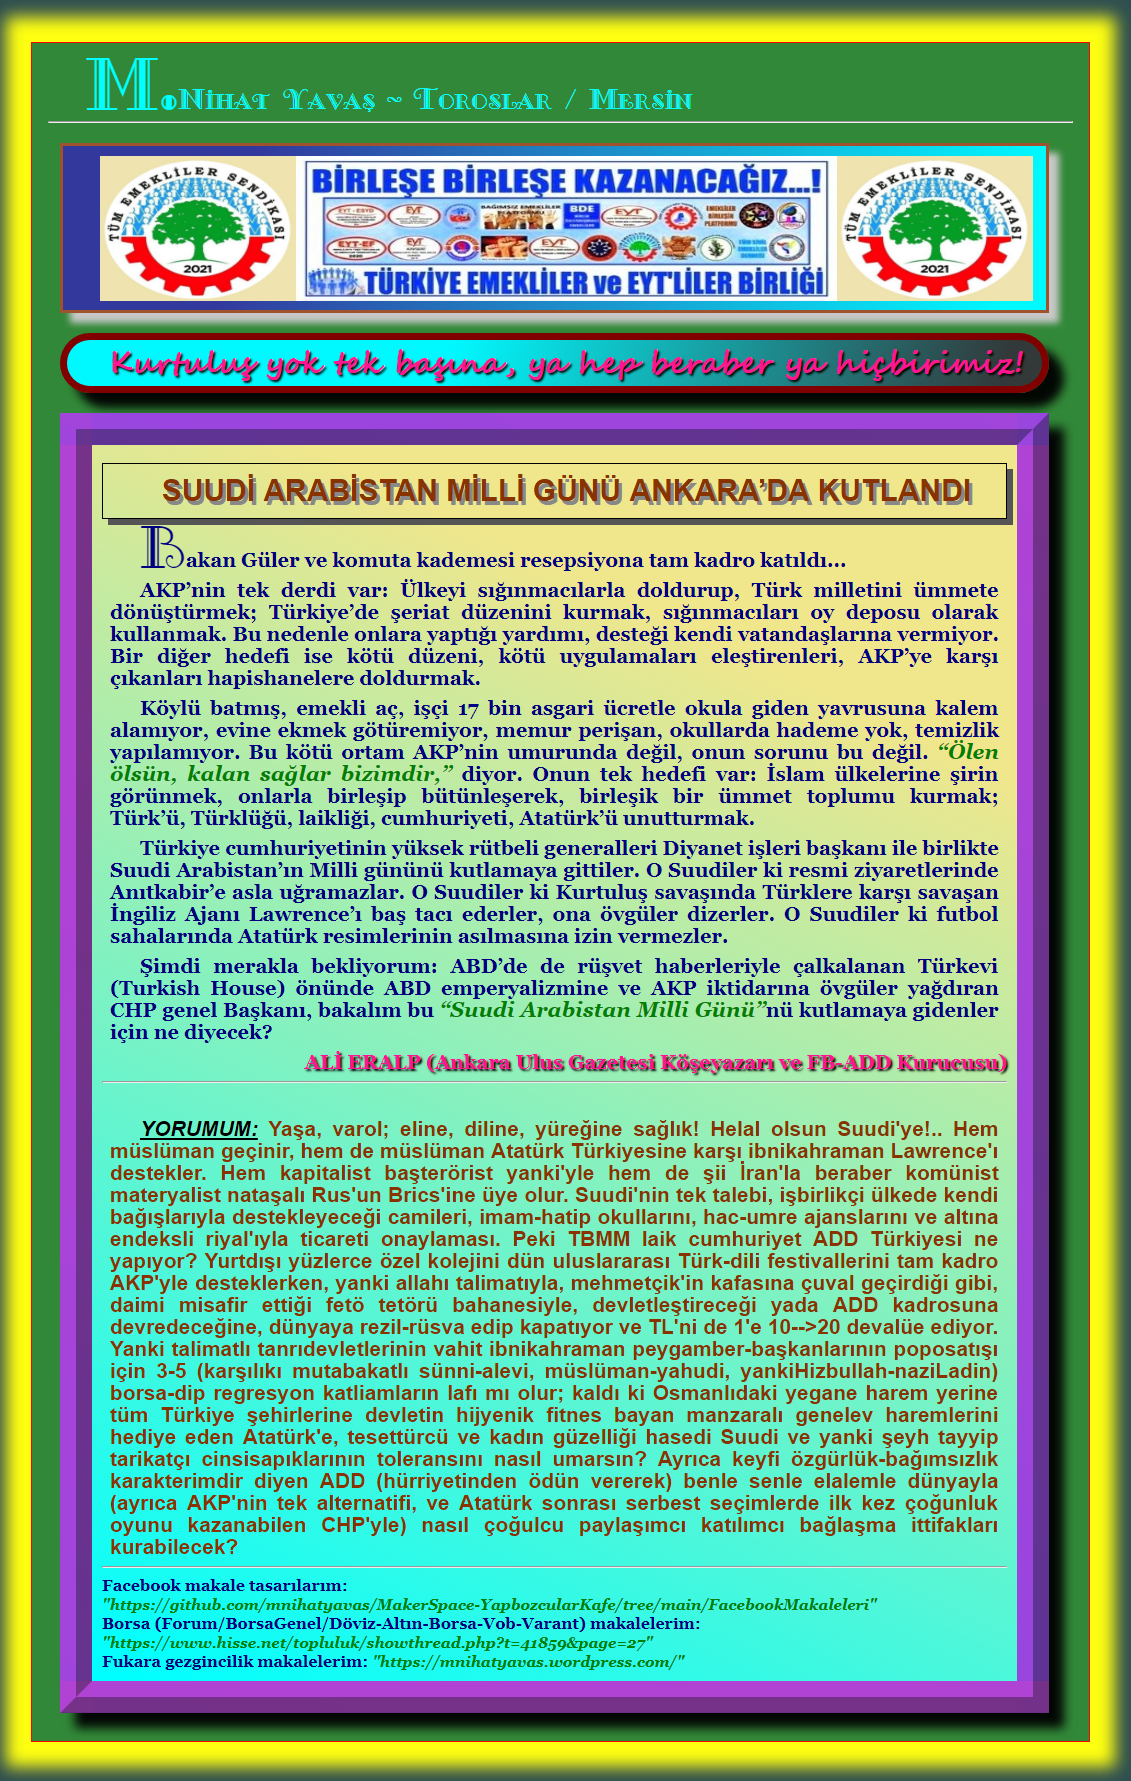 M.Nihat Yavaş ~ Toroslar / Mersin
TÜM EMEKLİLER SENDİKASI
2021
BİRLEŞE BİRLEŞE KAZANACAĞIZ...!
TÜRKİYE EMEKLİLER ve EYT'LİLER BİRLİĞİ
TÜM EMEKLİLER SENDİKASI
2021
Kurtuluş yok tek başına, ya hep beraber ya hiçbirimiz!
SUUDİ ARABİSTAN MİLLİ GÜNÜ ANKARA’DA KUTLANDI
Bakan Güler ve komuta kademesi resepsiyona tam kadro katıldı...
AKP’nin tek derdi var: Ülkeyi sığınmacılarla doldurup, Türk milletini ümmete
dönüştürmek; Türkiye’de şeriat düzenini kurmak, sığınmacıları oy deposu olarak
kullanmak. Bu nedenle onlara yaptığı yardımı, desteği kendi vatandaşlarına vermiyor.
Bir diğer hedefi ise kötü düzeni, kötü uygulamaları eleştirenleri, AKP’ye karşı
çıkanları hapishanelere doldurmak.
Köylü batmış, emekli aç, işçi 17 bin asgari ücretle okula giden yavrusuna kalem
alamıyor, evine ekmek götüremiyor, memur perişan, okullarda hademe yok, temizlik
yapılamıyor. Bu kötü ortam AKP’nin umurunda değil, onun sorunu bu değil. “Ölen
ölsün, kalan sağlar bizimdir,” diyor. Onun tek hedefi var: İslam ülkelerine şirin
görünmek, onlarla birleşip bütünleşerek, birleşik bir ümmet toplumu kurmak;
Türk’ü, Türklüğü, laikliği, cumhuriyeti, Atatürk’ü unutturmak.
Türkiye cumhuriyetinin yüksek rütbeli generalleri Diyanet işleri başkanı ile birlikte
Suudi Arabistan’ın Milli gününü kutlamaya gittiler. O Suudiler ki resmi ziyaretlerinde
Anıtkabir’e asla uğramazlar. O Suudiler ki Kurtuluş savaşında Türklere karşı savaşan
İngiliz Ajanı Lawrence’ı baş tacı ederler, ona övgüler dizerler. O Suudiler ki futbol
sahalarında Atatürk resimlerinin asılmasına izin vermezler.
Şimdi merakla bekliyorum: ABD’de de rüşvet haberleriyle çalkalanan Türkevi
(Turkish House) önünde ABD emperyalizmine ve AKP iktidarına övgüler yağdıran
CHP genel Başkanı, bakalım bu “Suudi Arabistan Milli Günü”nü kutlamaya gidenler
için ne diyecek?
ALİ ERALP (Ankara Ulus Gazetesi Köşeyazarı ve FB-ADD Kurucusu)
YORUMUM: Yaşa, varol; eline, diline, yüreğine sağlık! Helal olsun Suudi'ye!.. Hem
müslüman geçinir, hem de müslüman Atatürk Türkiyesine karşı ibnikahraman Lawrence'ı
destekler. Hem kapitalist başterörist yanki'yle hem de şii İran'la beraber komünist
materyalist nataşalı Rus'un Brics'ine üye olur. Suudi'nin tek talebi, işbirlikçi ülkede kendi
bağışlarıyla destekleyeceği camileri, imam-hatip okullarını, hac-umre ajanslarını ve altına
endeksli riyal'ıyla ticareti onaylaması. Peki TBMM laik cumhuriyet ADD Türkiyesi ne
yapıyor? Yurtdışı yüzlerce özel kolejini dün uluslararası Türk-dili festivallerini tam kadro
AKP'yle desteklerken, yanki allahı talimatıyla, mehmetçik'in kafasına çuval geçirdiği gibi,
daimi misafir ettiği fetö tetörü bahanesiyle, devletleştireceği yada ADD kadrosuna
devredeceğine, dünyaya rezil-rüsva edip kapatıyor ve TL'ni de 1'e 10-->20 devalüe ediyor.
Yanki talimatlı tanrıdevletlerinin vahit ibnikahraman peygamber-başkanlarının poposatışı
için 3-5 (karşılıkı mutabakatlı sünni-alevi, müslüman-yahudi, yankiHizbullah-naziLadin)
borsa-dip regresyon katliamların lafı mı olur; kaldı ki Osmanlıdaki yegane harem yerine
tüm Türkiye şehirlerine devletin hijyenik fitnes bayan manzaralı genelev haremlerini
hediye eden Atatürk'e, tesettürcü ve kadın güzelliği hasedi Suudi ve yanki şeyh tayyip
tarikatçı cinsisapıklarının toleransını nasıl umarsın? Ayrıca keyfi özgürlük-bağımsızlık
karakterimdir diyen ADD (hürriyetinden ödün vererek) benle senle elalemle dünyayla
(ayrıca AKP'nin tek alternatifi, ve Atatürk sonrası serbest seçimlerde ilk kez çoğunluk
oyunu kazanabilen CHP'yle) nasıl çoğulcu paylaşımcı katılımcı bağlaşma ittifakları
kurabilecek?
Facebook makale tasarılarım:
"https://github.com/mnihatyavas/MakerSpace-YapbozcularKafe/tree/main/FacebookMakaleleri"
Borsa (Forum/BorsaGenel/Döviz-Altın-Borsa-Vob-Varant) makalelerim:
"https://www.hisse.net/topluluk/showthread.php?t=41859&page=27"
Fukara gezgincilik makalelerim: "https://mnihatyavas.wordpress.com/"